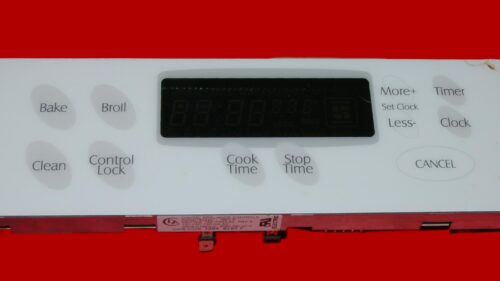 Bake
Broil
Clean
Control
Lock
Cook
Time
Stop
Time
More+
Set Clock
Less-
Timer
Clock
CANCEL